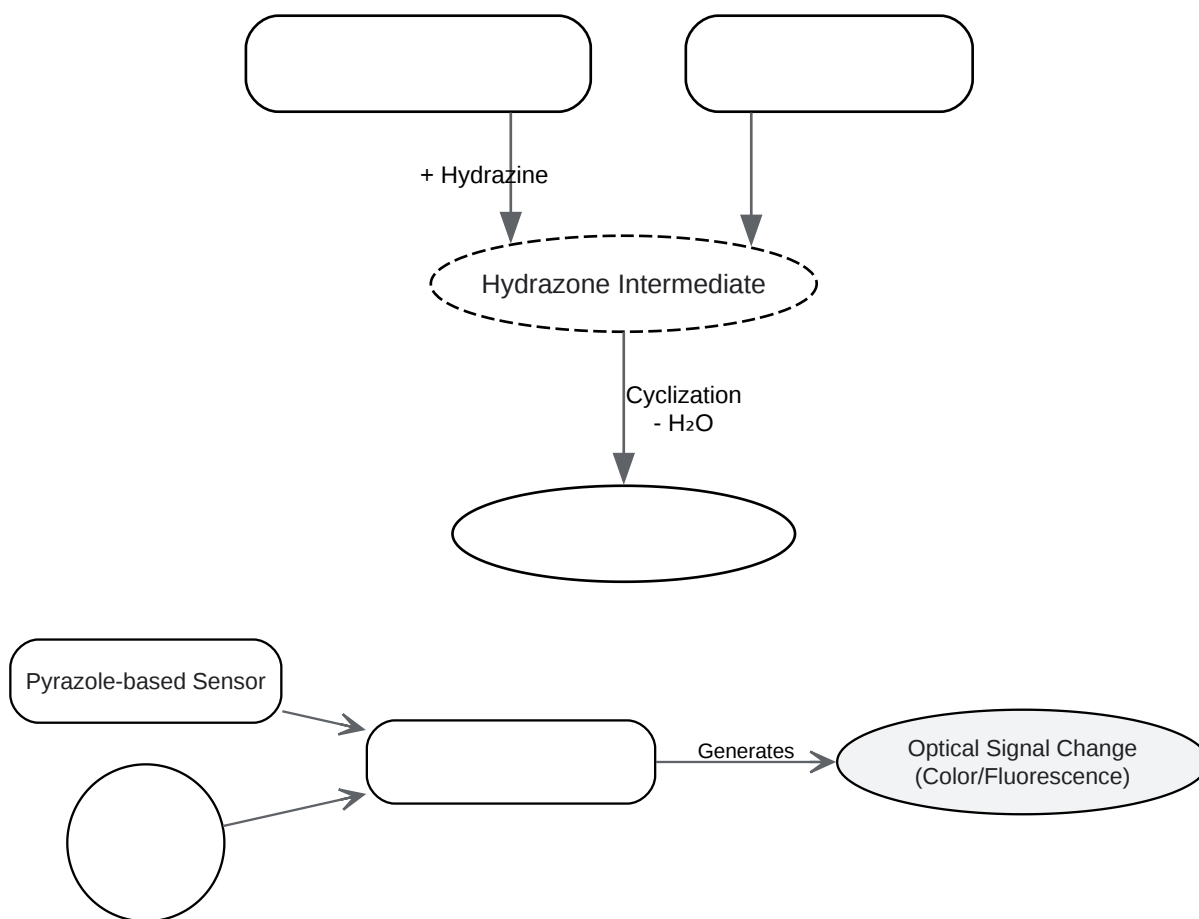 + Hydrazine
Hydrazone Intermediate
Cyclization
- H₂O
Pyrazole-based Sensor
Generates
Optical Signal Change
(Color/Fluorescence)